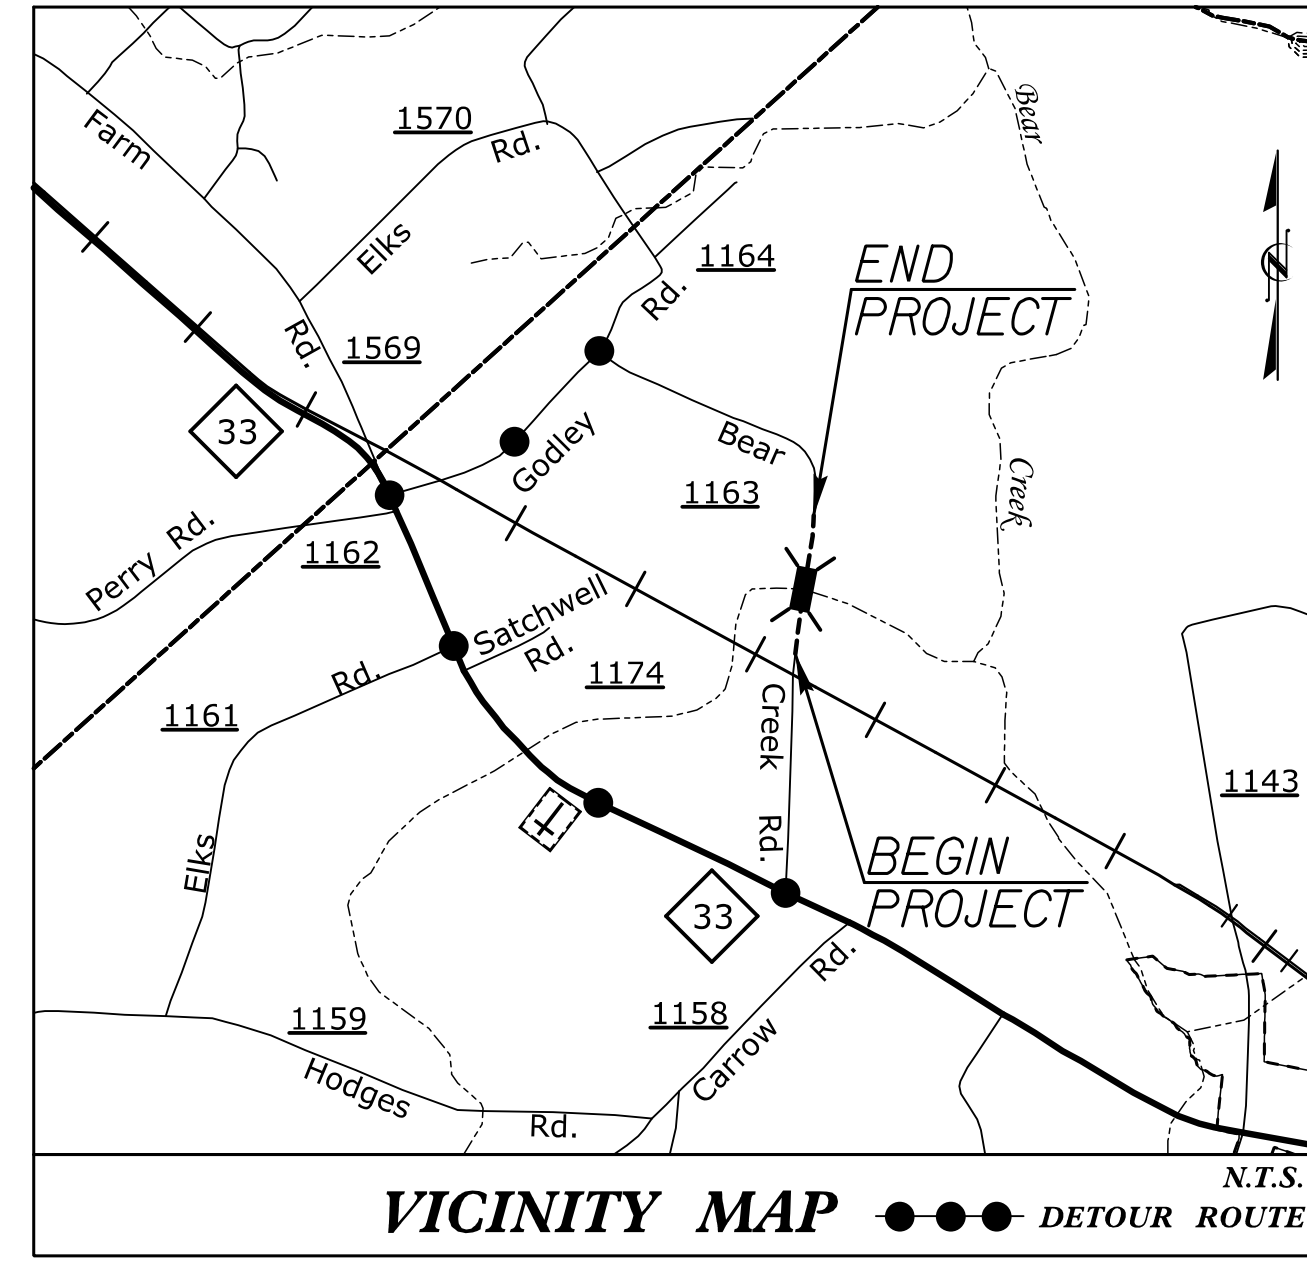 Farm
1570
Rd.
Bear
Elks
1164
END
PROJECT
Rd.
Rd.
1569
33
Godley
Bear
1163
Creek
Perry Rd.
1162
Satchwell
Rd.
1174
Rd.
1161
Creek
1143
Rd.
BEGIN
PROJECT
Elks
33
Rd.
1159
1158
Carrow
Hodges
Rd.
N.T.S.
VICINITY MAP
DETOUR ROUTE